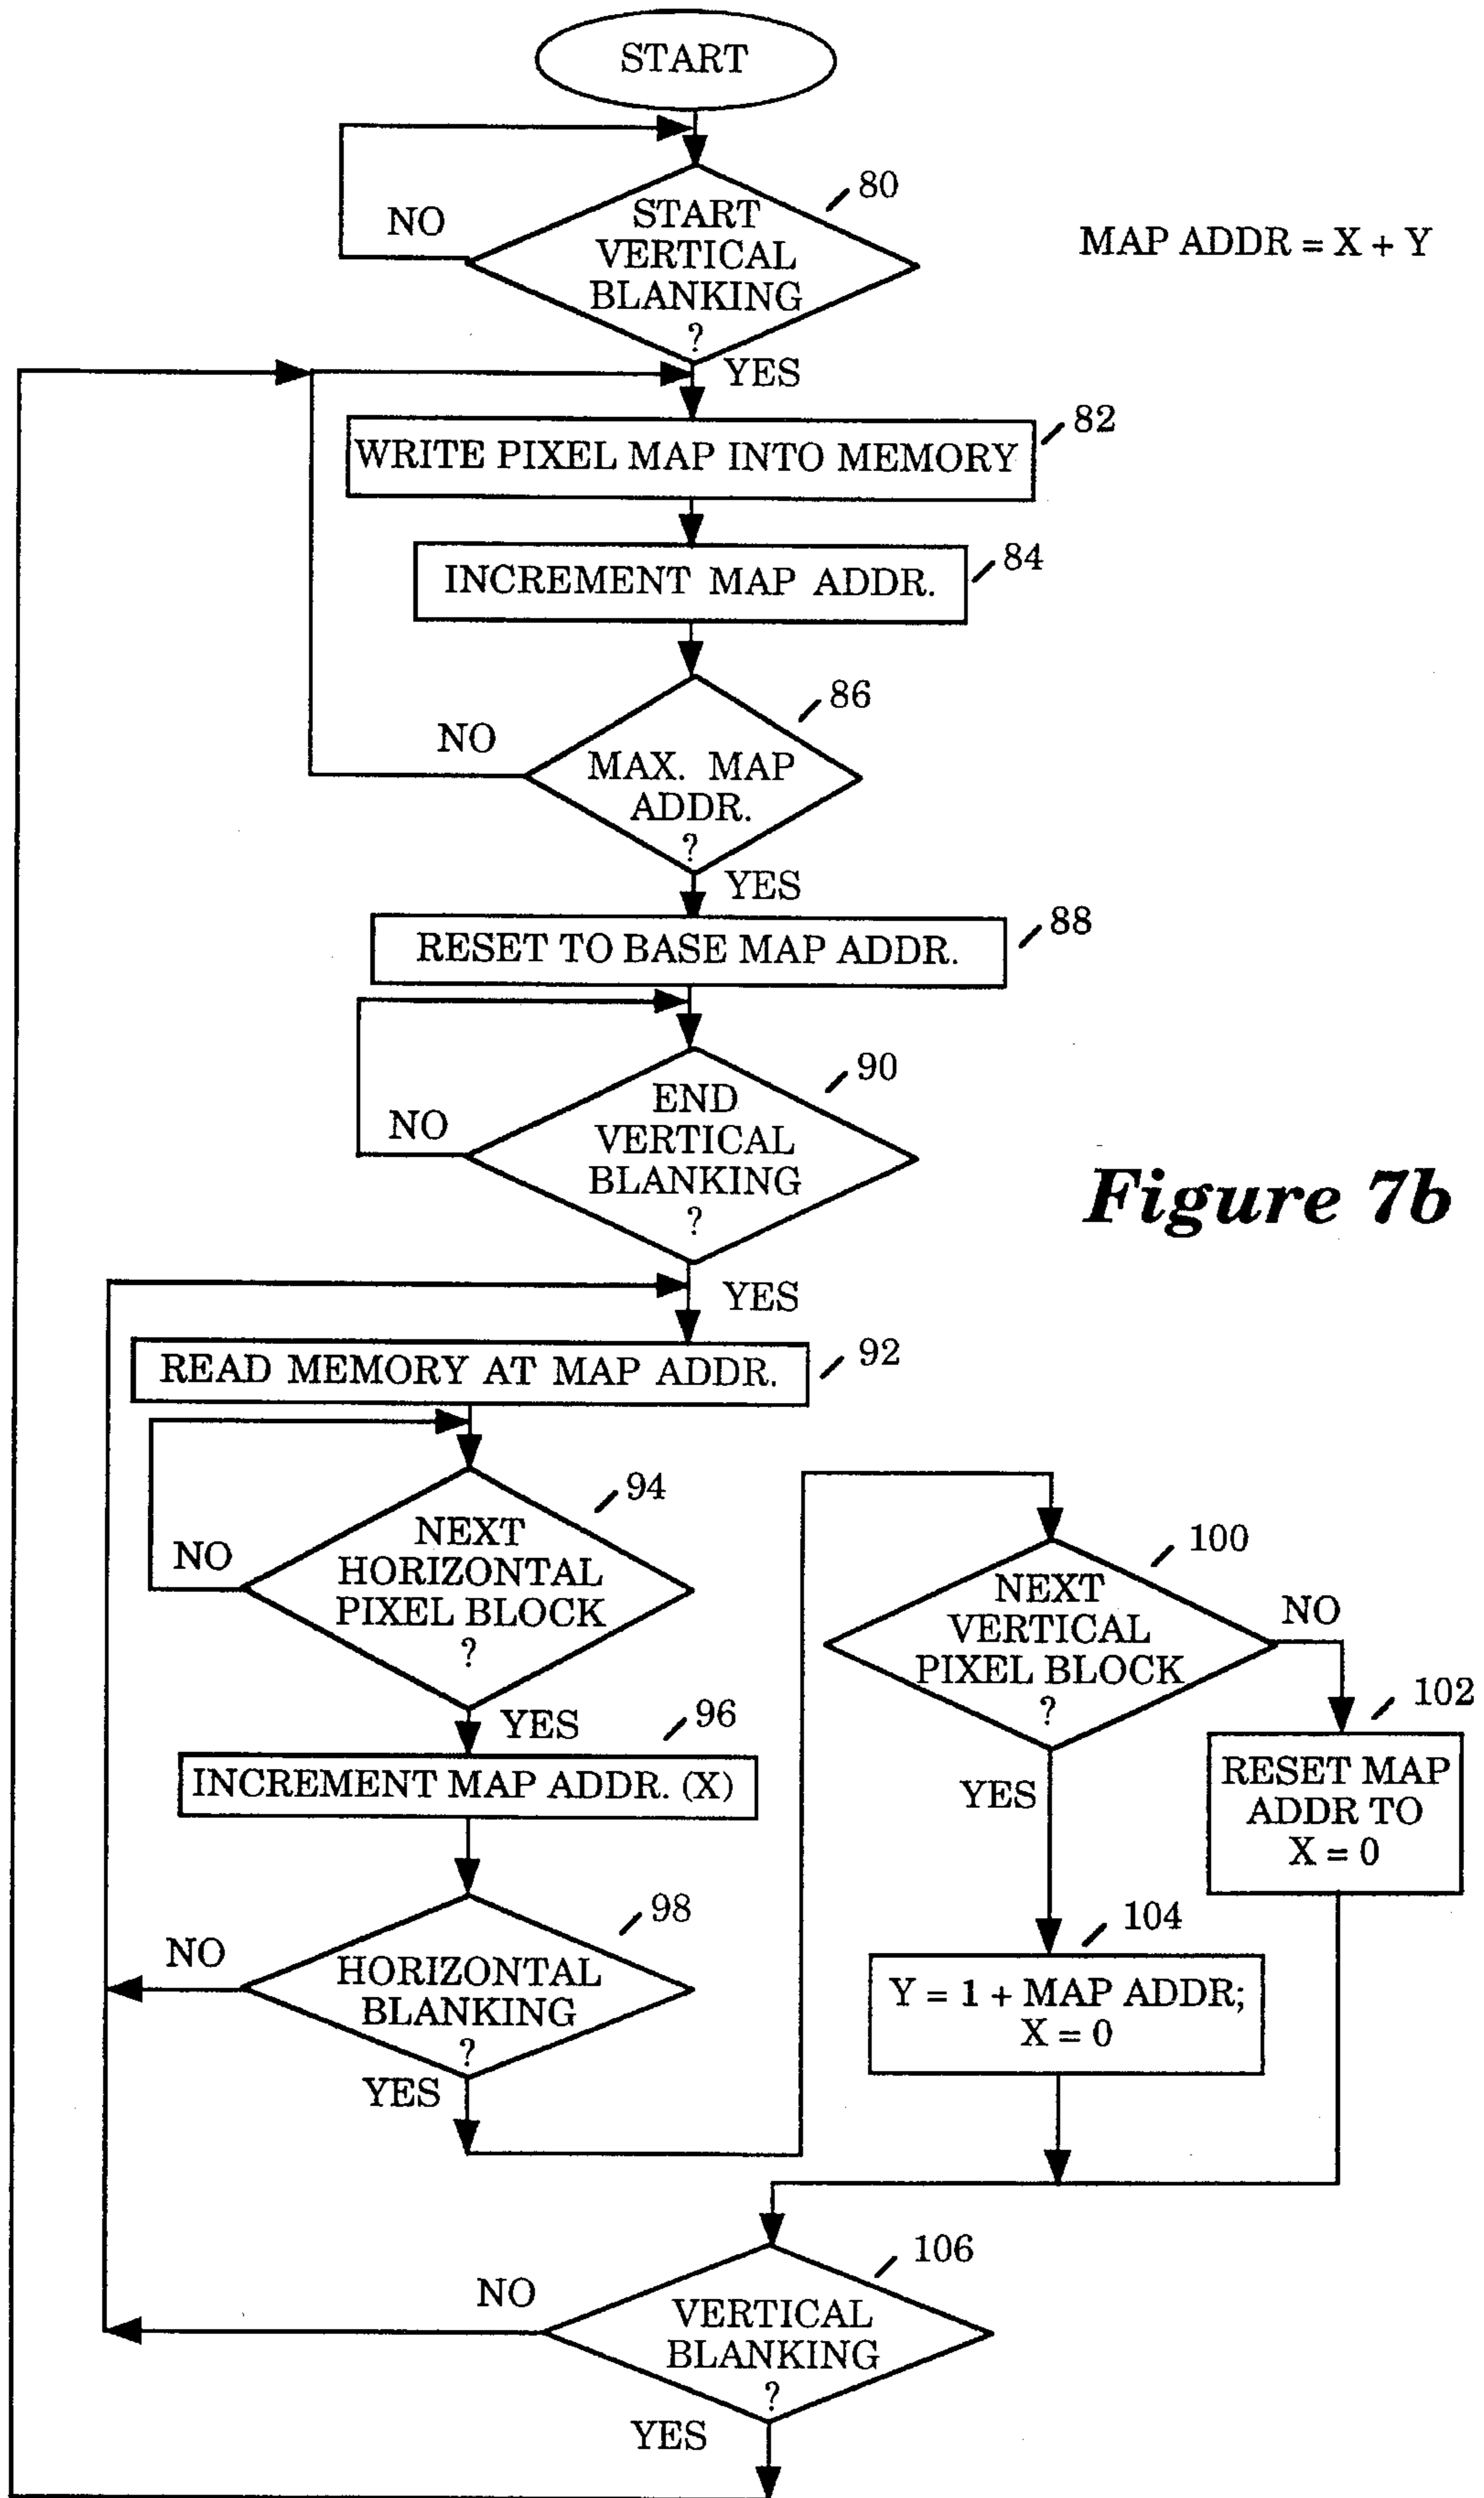 START
80
NO
START
VERTICAL
BLANKING
?
MAP ADDR = X + Y
YES
82
WRITE PIXEL MAP INTO MEMORY
84
INCREMENT MAP ADDR.
86
NO
MAX. MAP
ADDR.
?
YES
88
RESET TO BASE MAP ADDR.
90
NO
END
VERTICAL
BLANKING
?
Figure 7b
YES
92
READ MEMORY AT MAP ADDR.
94
NO
NEXT
HORIZONTAL
PIXEL BLOCK
?
YES
96
INCREMENT MAP ADDR. (X)
98
NO
HORIZONTAL
BLANKING
?
YES
100
NEXT
VERTICAL
PIXEL BLOCK
?
NO
102
RESET MAP
ADDR TO
X = 0
YES
104
Y = 1 + MAP ADDR;
X = 0
106
NO
VERTICAL
BLANKING
?
YES